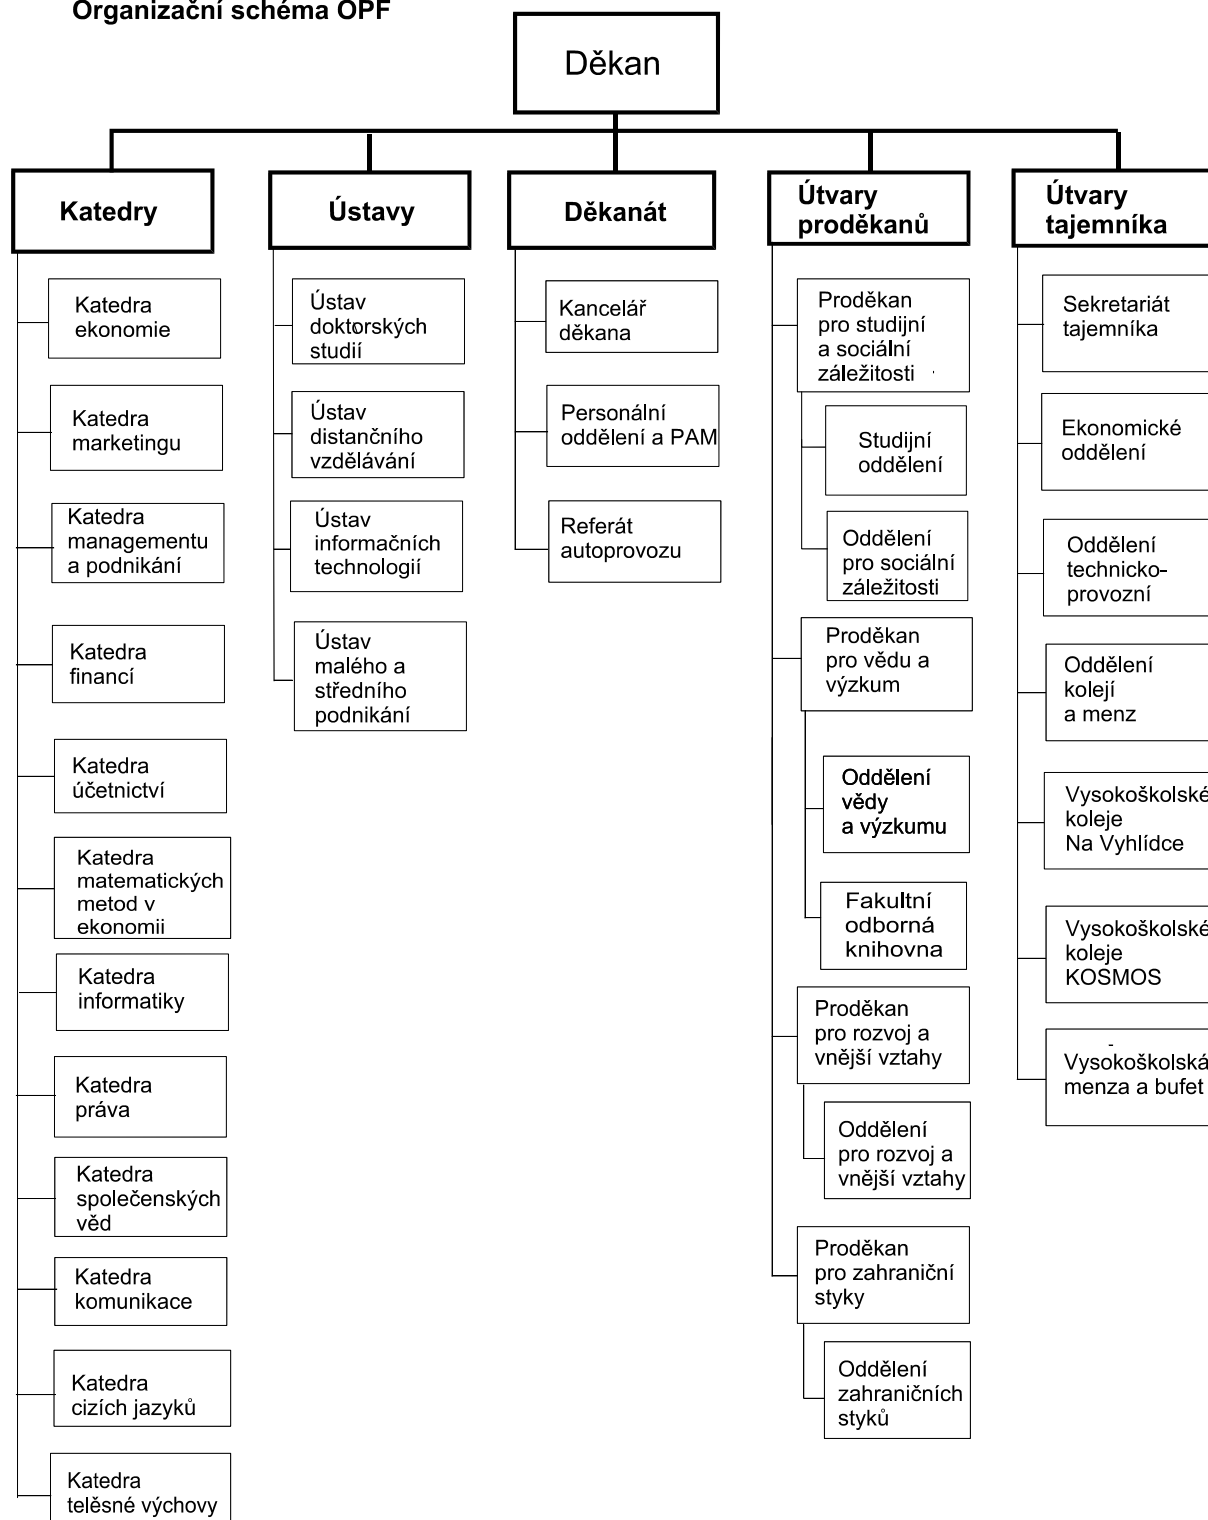 Organizační schéma OPF
Děkan
Katedry
Katedra
ekonomie
Katedra
marketingu
Katedra
managementu
a podnikání
Katedra
financí
Katedra
účetnictví
Katedra
matematických
metod v
ekonomii
Katedra
informatiky
Katedra
práva
Katedra
společenských
věd
Katedra
komunikace
Katedra
cizích jazyků
Katedra
telěsné výchovy
Ústavy
Ústav
doktorských
studií
Ústav
distančního
vzdělávání
Ústav
informačních
technologií
Ústav
malého a
středního
podnikání
Děkanát
Kancelář
děkana
Personální
oddělení a PAM
Referát
autoprovozu
Útvary
proděkanů
Proděkan
pro studijní
a sociální
záležitosti
Studijní
oddělení
Oddělení
pro sociální
záležitosti
Proděkan
pro vědu a
výzkum
Oddělení
vědy
a výzkumu
Fakultní
odborná
knihovna
Proděkan
pro rozvoj a
vnější vztahy
Oddělení
pro rozvoj a
vnější vztahy
Proděkan
pro zahraniční
styky
Oddělení
zahraničních
styků
Útvary
tajemníka
Sekretariát
tajemníka
Ekonomické
oddělení
Oddělení
technicko-
provozní
Oddělení
kolejí
a menz
Vysokoškolské
koleje
Na Vyhlídce
Vysokoškolské
koleje
KOSMOS
Vysokoškolská
menza a bufet